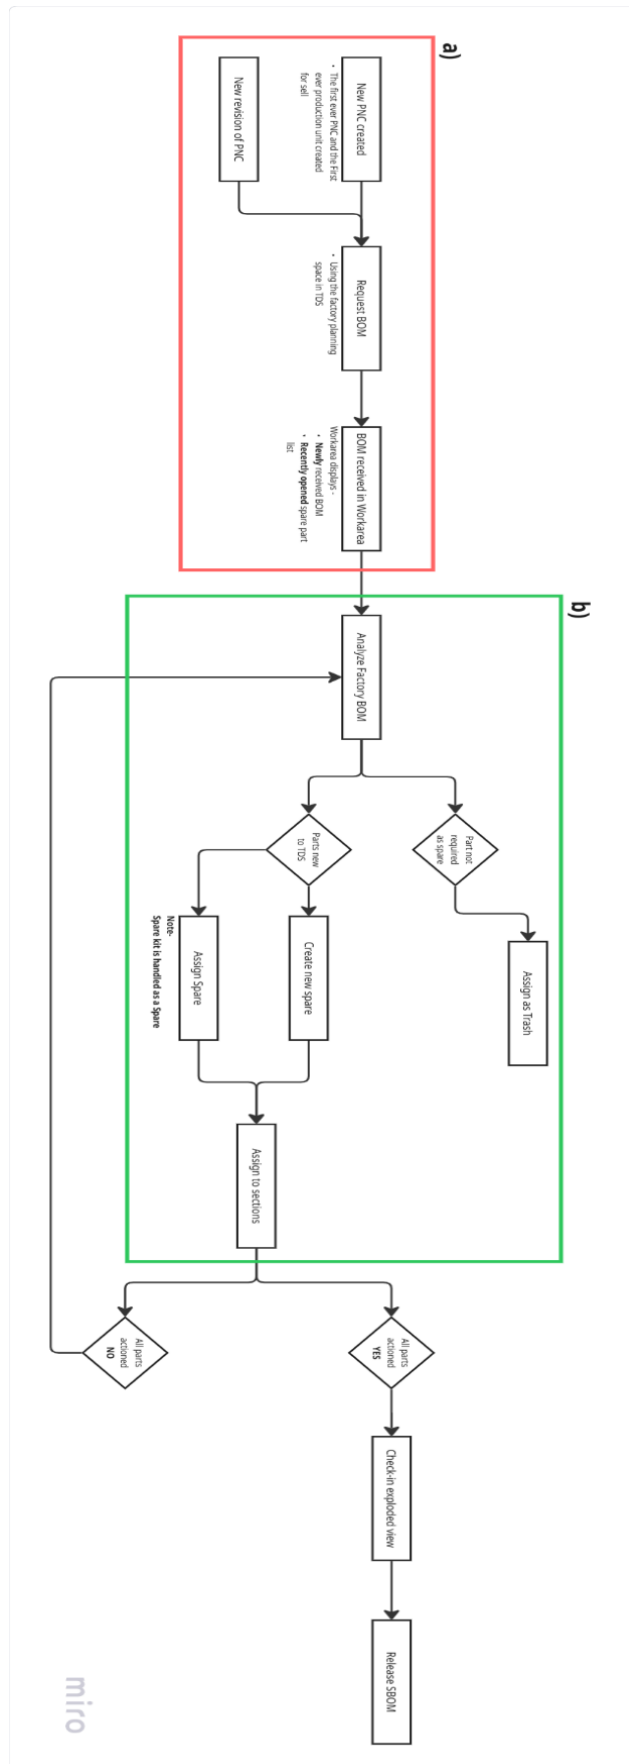 a)
New PNC created
• The first ever PNC and the First
ever production unit created
for sell
New revision of PNC
Request BOM
• Using the factory planning
space in TDS
BOM received in Workarea
Workarea displays -
• Newly received BOM
• Recently opened spare part
list
b)
Analyze Factory BOM
Part not
required
as spare
Assign as Trash
Parts new
to TDS
Create new spare
Assign Spare
Note-
Spare kit is handled as a Spare
Assign to sections
All parts
actioned
YES
All parts
actioned
NO
Check-in exploded view
Release SBOM
miro